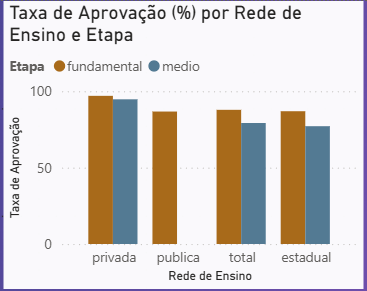 Taxa de Aprovação (%) por Rede de
Ensino e Etapa
Etapa fundamental medio
100
50
0
Taxa de Aprovação
privada publica total estadual
Rede de Ensino